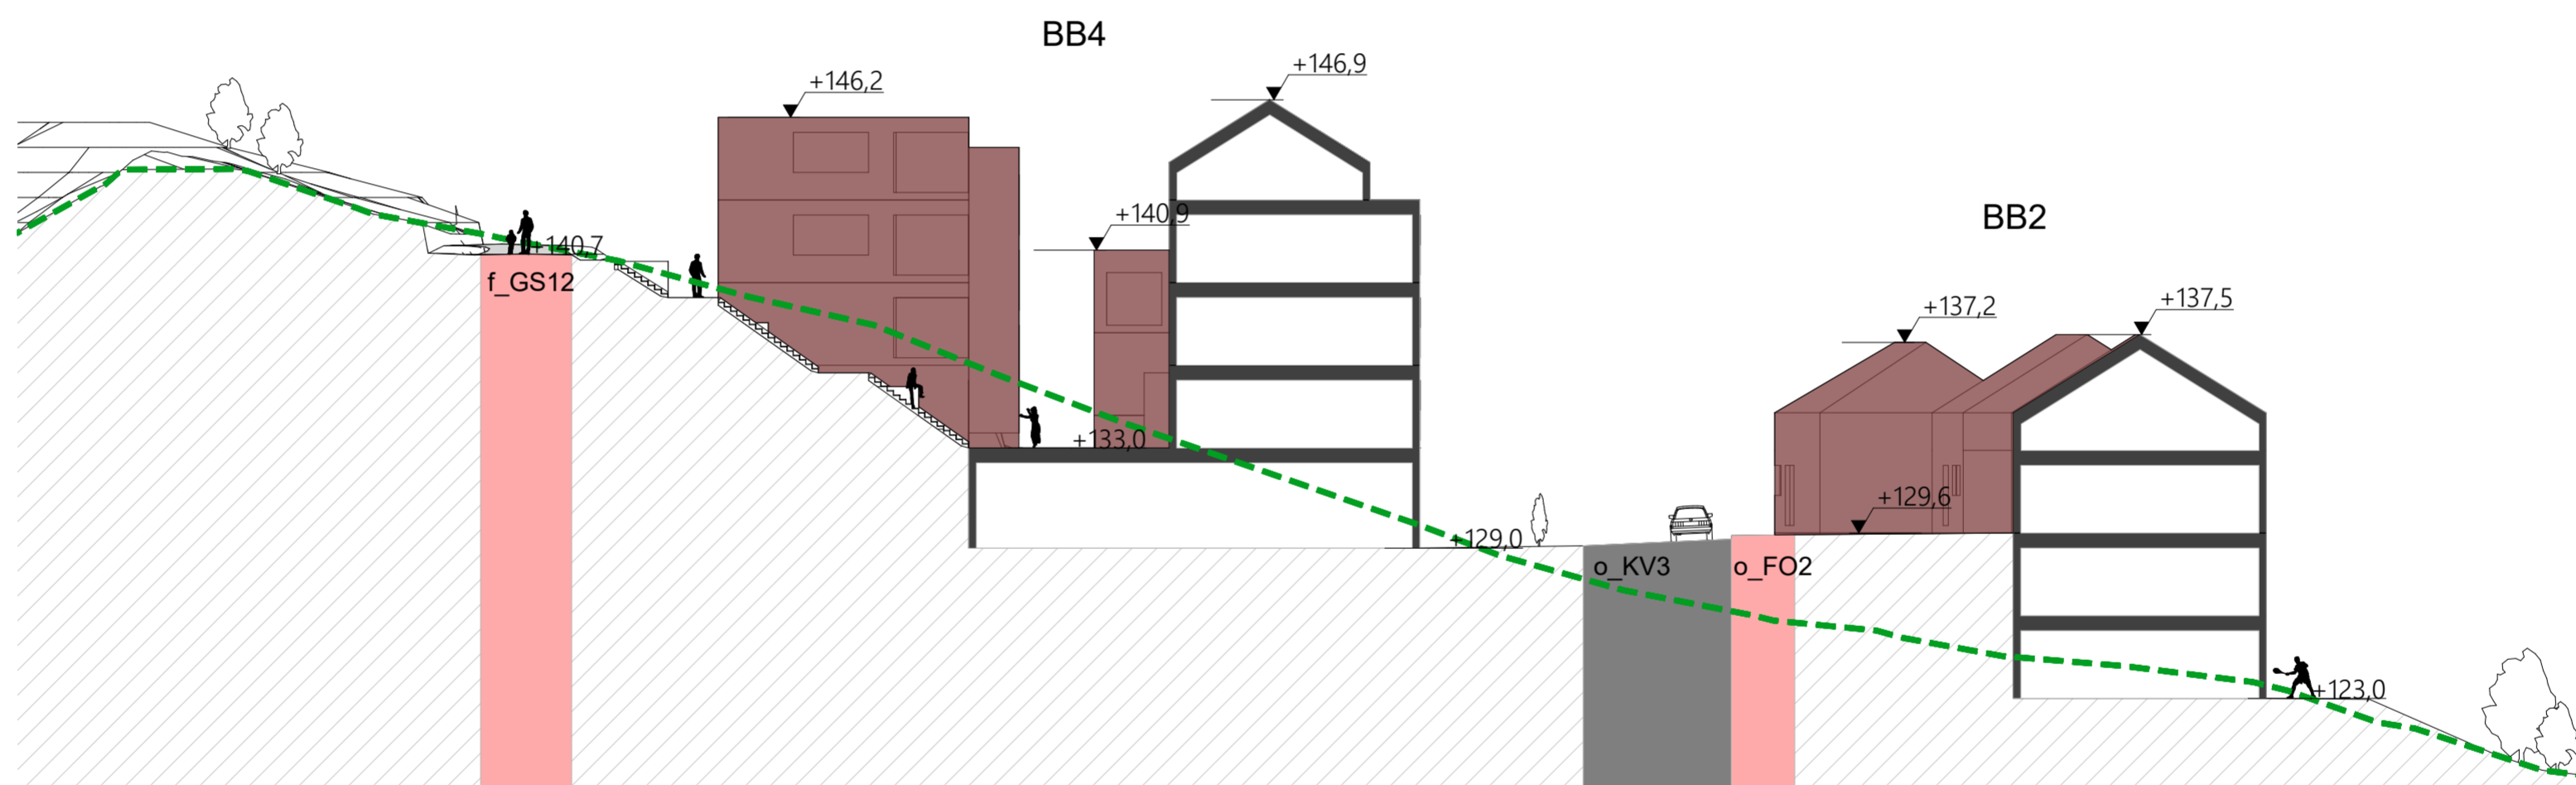 BB4
+146,9
+146,2
+140,9
BB2
+140,7
f_GS12
+137,5
+137,2
+133,0
+129,6
+129,0
o_KV3
o_FO2
+123,0